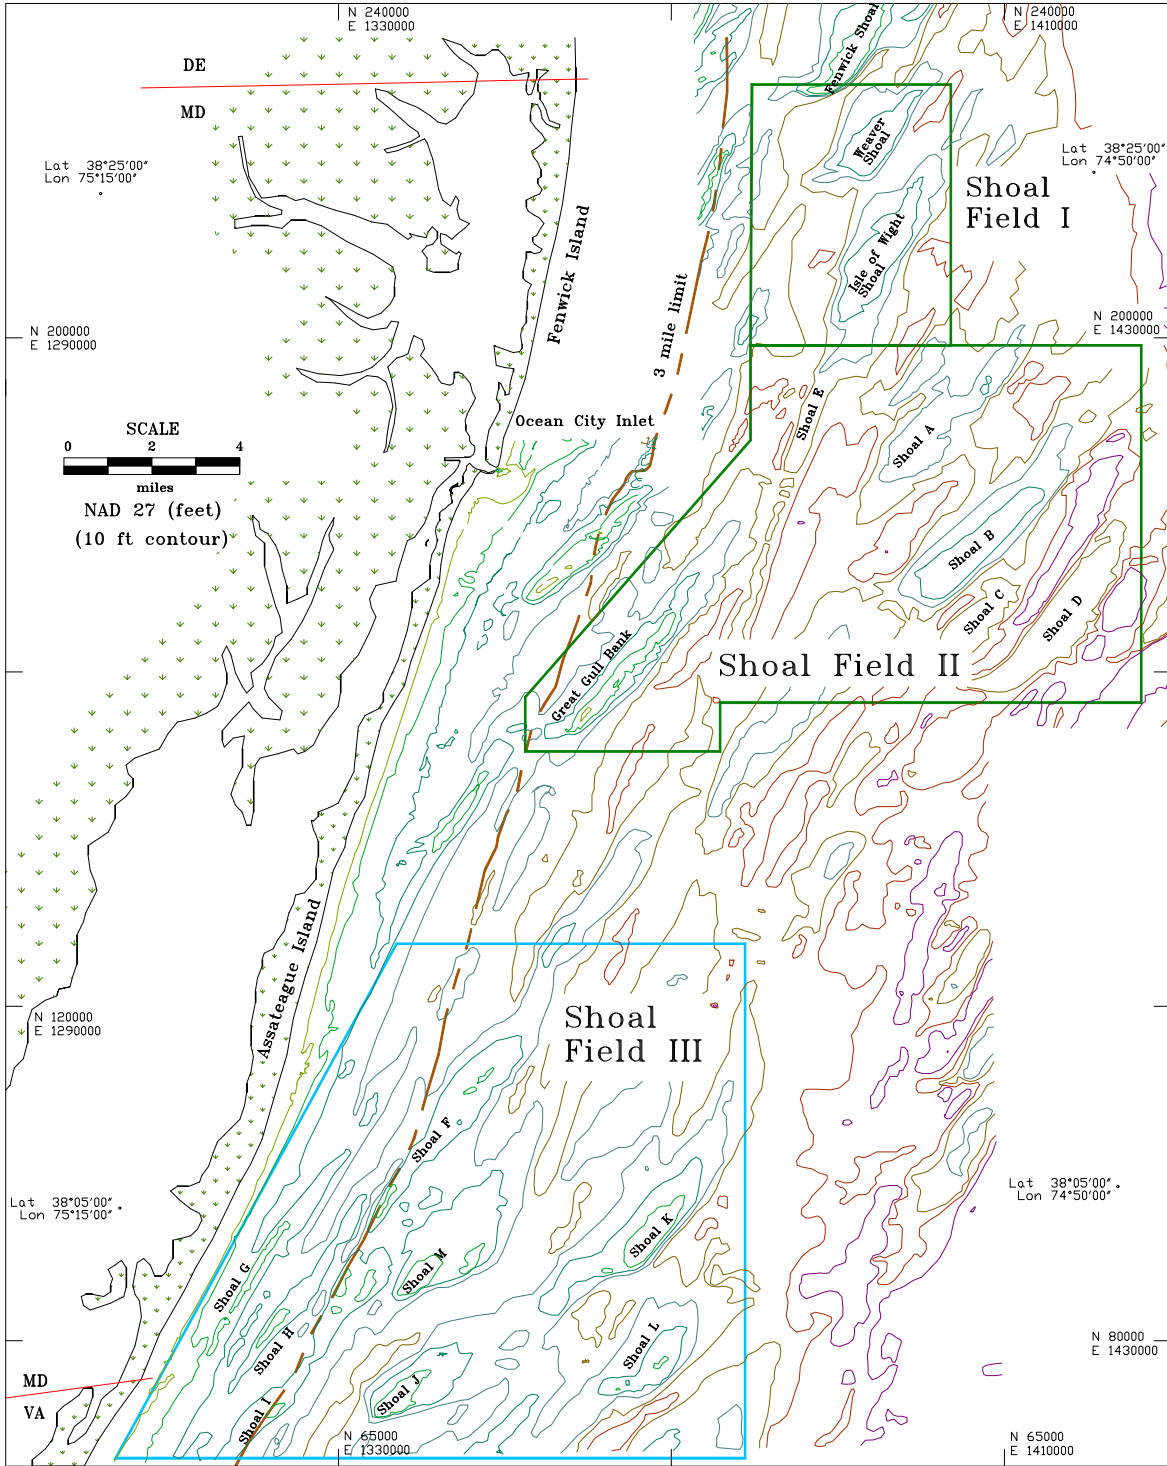 N 240000
E 1330000
N 240000
E 1410000
Fenwick Shoal
DE
MD
Lat 38°25'00"
Lon 75°15'00"
Weaver
Shoal
Lat 38°25'00"
Lon 74°50'00"
Shoal
Field I
Isle of Wight
Shoal
Fenwick Island
3 mile limit
N 200000
E 1290000
N 200000
E 1430000
Shoal E
Ocean City Inlet
Shoal A
SCALE
0 2 4
miles
NAD 27 (feet)
(10 ft contour)
Shoal B
Shoal C
Shoal D
Great Gull Bank
Shoal Field II
Assateague Island
N 120000
E 1290000
Shoal
Field III
Shoal F
Lat 38°05'00"
Lon 75°15'00"
Lat 38°05'00"
Lon 74°50'00"
Shoal K
Shoal G
Shoal M
Shoal H
Shoal L
N 80000
E 1430000
MD
VA
Shoal J
Shoal I
N 65000
E 1330000
N 65000
E 1410000